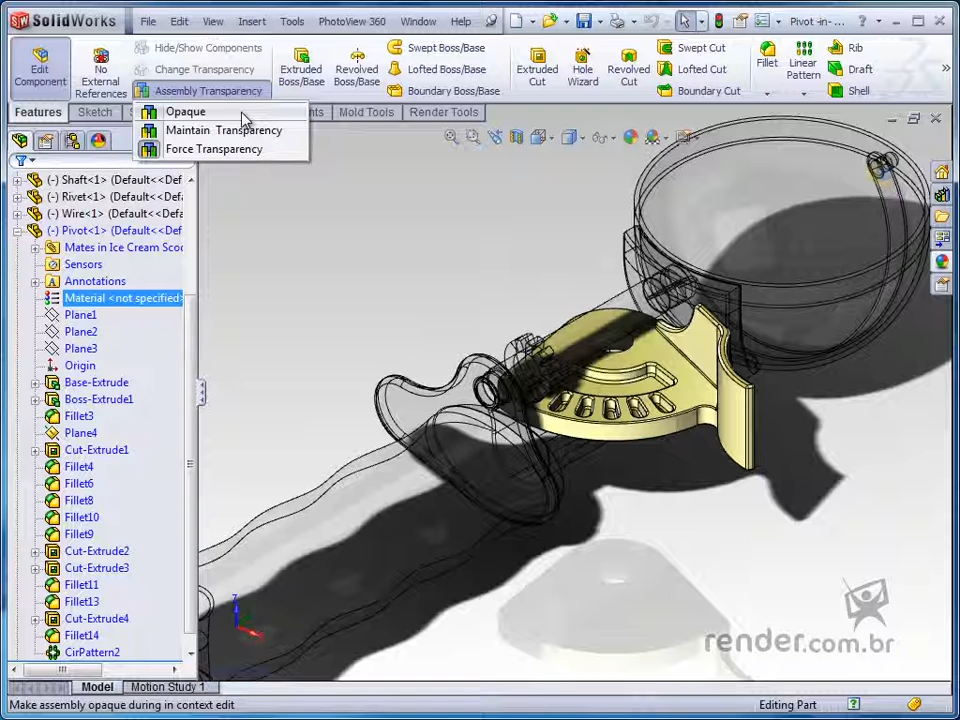 SolidWorks File Edit View Insert Tools PhotoView 360 Window Help Pivot -in- ... ?
Edit Component
No External References
Hide/Show Components
Change Transparency
Assembly Transparency
Extruded Boss/Base
Revolved Boss/Base
Swept Boss/Base
Lofted Boss/Base
Boundary Boss/Base
Extruded Cut
Hole Wizard
Revolved Cut
Swept Cut
Lofted Cut
Boundary Cut
Fillet
Linear Pattern
Rib
Draft
Shell
Features Sketch nts Mold Tools Render Tools
Opaque
Maintain Transparency
Force Transparency
(-) Shaft<1> (Default<<Def
(-) Rivet<1> (Default<<Def
(-) Wire<1> (Default<<Def
(-) Pivot<1> (Default<<Def
Mates in Ice Cream Scoo
Sensors
Annotations
Material <not specified>
Plane1
Plane2
Plane3
Origin
Base-Extrude
Boss-Extrude1
Fillet3
Plane4
Cut-Extrude1
Fillet4
Fillet6
Fillet8
Fillet10
Fillet9
Cut-Extrude2
Cut-Extrude3
Fillet11
Fillet13
Cut-Extrude4
Fillet14
CirPattern2
render.com.br
Model Motion Study 1
Make assembly opaque during in context edit Editing Part ?